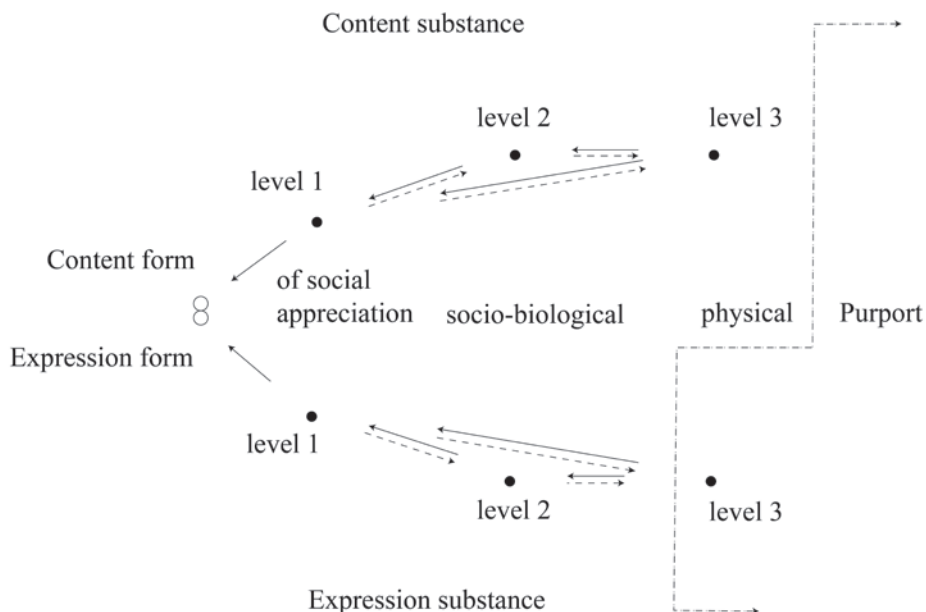 Content substance
level 2
level 3
level 1
Content form
of social
appreciation
socio-biological
physical
Purport
Expression form
level 1
level 2
level 3
Expression substance